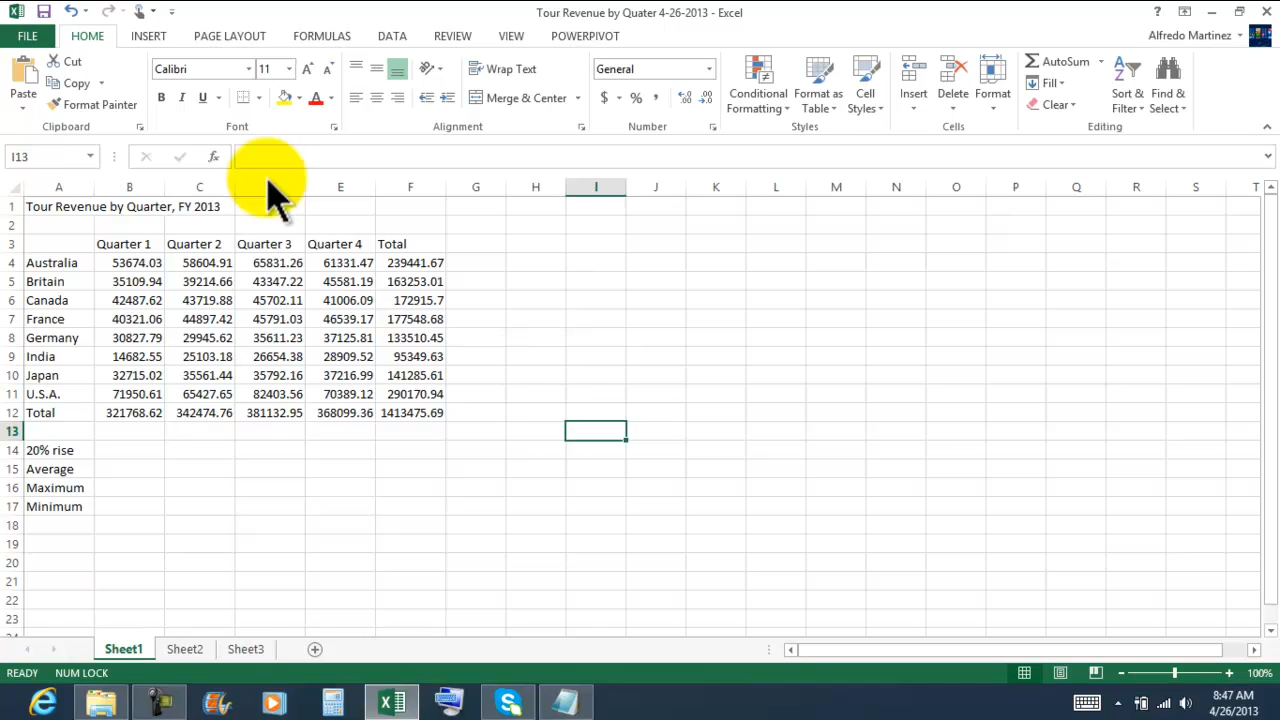 Tour Revenue by Quater 4-26-2013 - Excel
?
FILE HOME INSERT PAGE LAYOUT FORMULAS DATA REVIEW VIEW POWERPIVOT Alfredo Martinez
Paste Cut Copy Format Painter Clipboard
Calibri 11 A A B I U A Font
Wrap Text Merge & Center Alignment
General $ % , Number
Conditional Formatting Format as Table Cell Styles Styles
Insert Delete Format Cells
AutoSum Fill Clear Sort & Filter Find & Select Editing
I13 fx
A B C E F G H I J K L M N O P Q R S T
1 Tour Revenue by Quarter, FY 2013
2
3 Quarter 1 Quarter 2 Quarter 3 Quarter 4 Total
4 Australia 53674.03 58604.91 65831.26 61331.47 239441.67
5 Britain 35109.94 39214.66 43347.22 45581.19 163253.01
6 Canada 42487.62 43719.88 45702.11 41006.09 172915.7
7 France 40321.06 44897.42 45791.03 46539.17 177548.68
8 Germany 30827.79 29945.62 35611.23 37125.81 133510.45
9 India 14682.55 25103.18 26654.38 28909.52 95349.63
10 Japan 32715.02 35561.44 35792.16 37216.99 141285.61
11 U.S.A. 71950.61 65427.65 82403.56 70389.12 290170.94
12 Total 321768.62 342474.76 381132.95 368099.36 1413475.69
13
14 20% rise
15 Average
16 Maximum
17 Minimum
18
19
20
21
22
23
Sheet1 Sheet2 Sheet3
READY NUM LOCK 100%
8:47 AM
4/26/2013